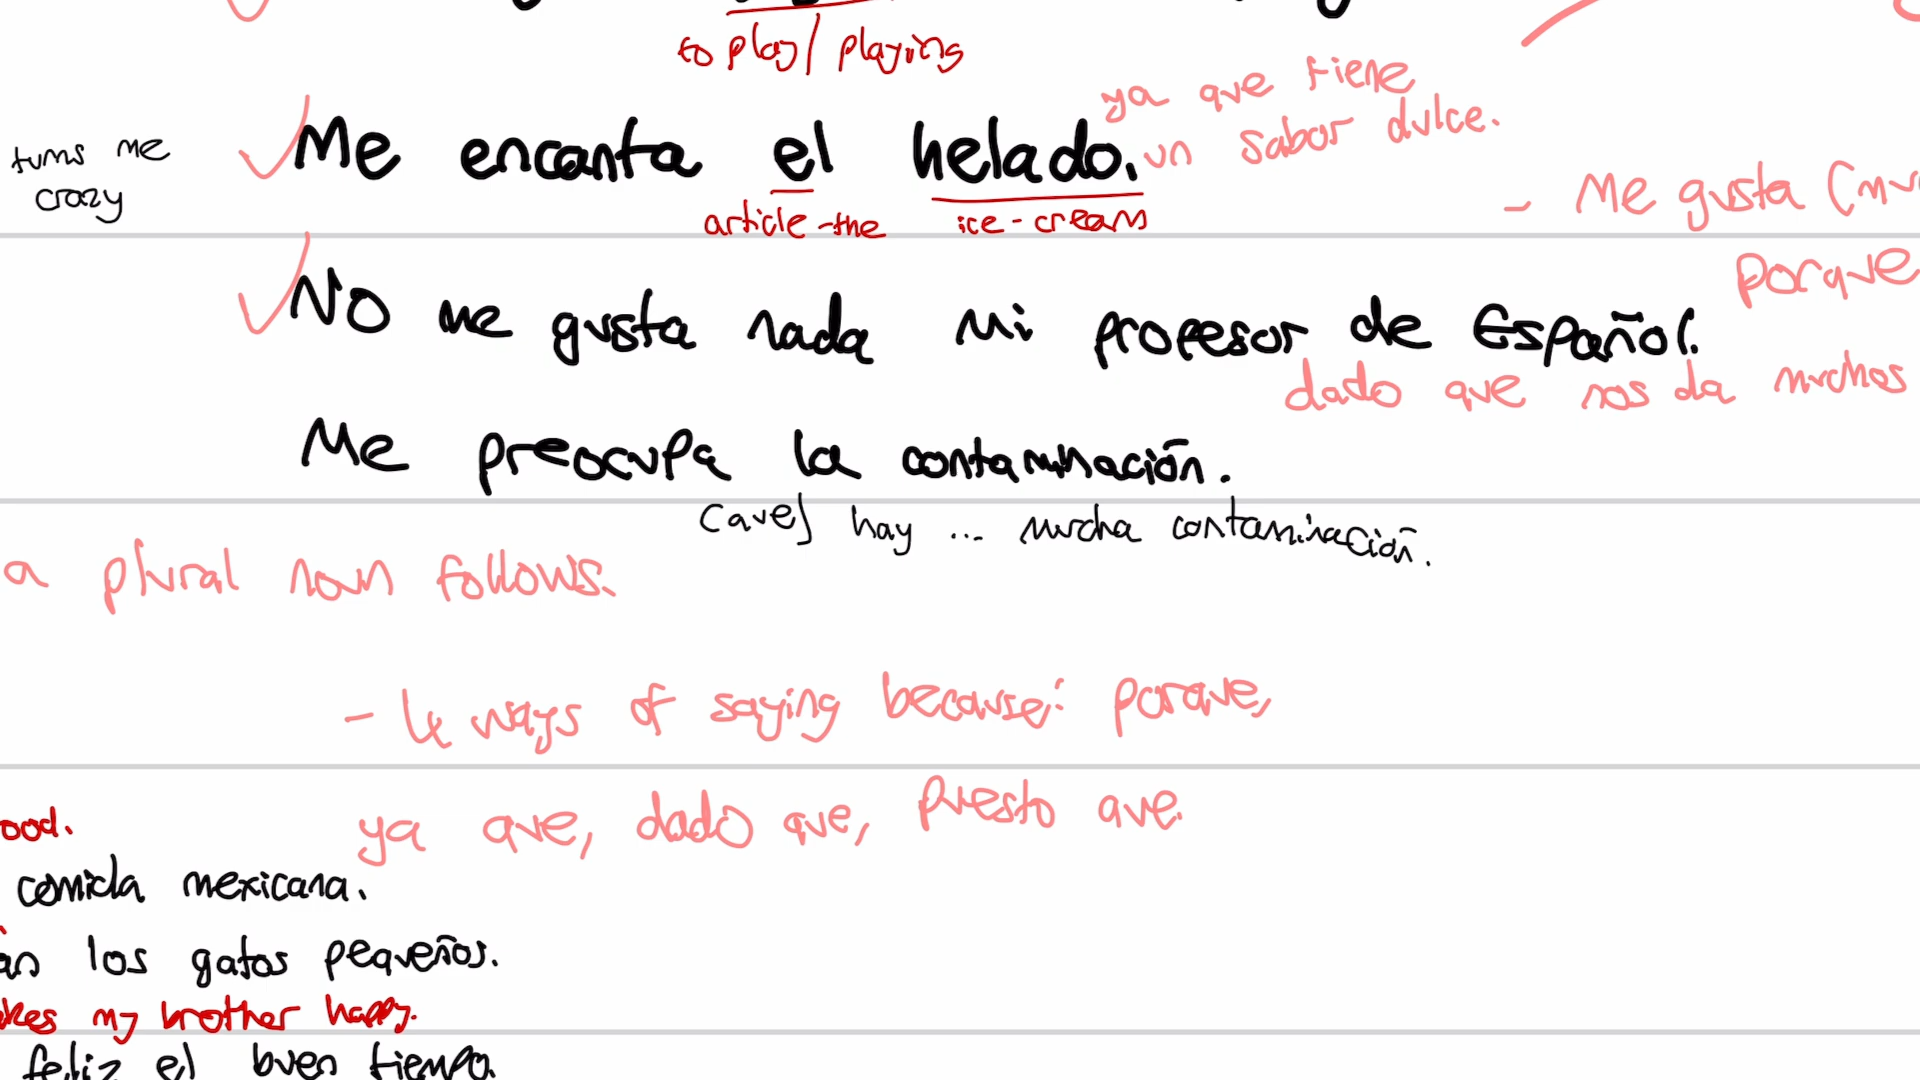 to play/ playing
ya que tiene
un sabor dulce.
turns me
crazy
Me encanta el helado.
article-the ice-cream
- Me gusta
porque
No me gusta nada mi profesor de Español.
dado que nos da muchos
Me preocupa la contaminación.
(que) hay ... mucha contaminación.
a plural noun follows.
- 4 ways of saying because: porque,
ya que, dado que, puesto que.
ood.
comida mexicana.
an los gatos pequeños.
akes my brother happy.
feliz el buen tiempo.